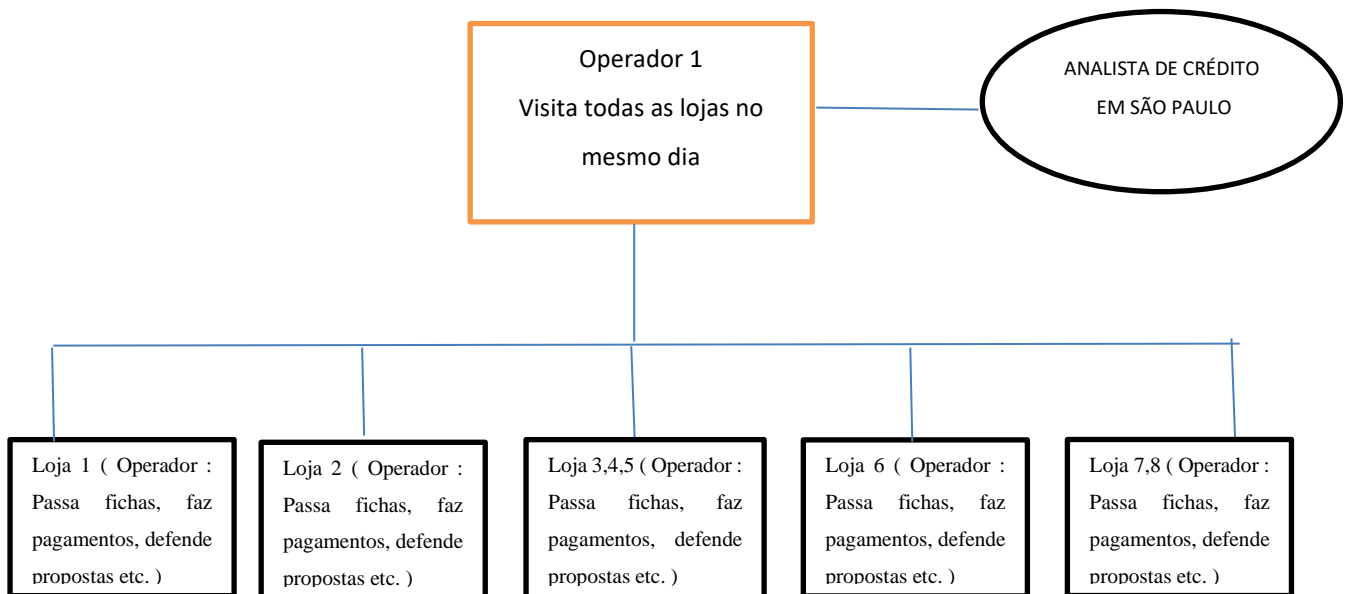 Operador 1
Visita todas as lojas no
mesmo dia
ANALISTA DE CRÉDITO
EM SÃO PAULO
Loja 1 ( Operador :
Passa fichas, faz
pagamentos, defende
propostas etc. )
Loja 2 ( Operador :
Passa fichas, faz
pagamentos, defende
propostas etc. )
Loja 3,4,5 ( Operador :
Passa fichas, faz
pagamentos, defende
propostas etc. )
Loja 6 ( Operador :
Passa fichas, faz
pagamentos, defende
propostas etc. )
Loja 7,8 ( Operador :
Passa fichas, faz
pagamentos, defende
propostas etc. )